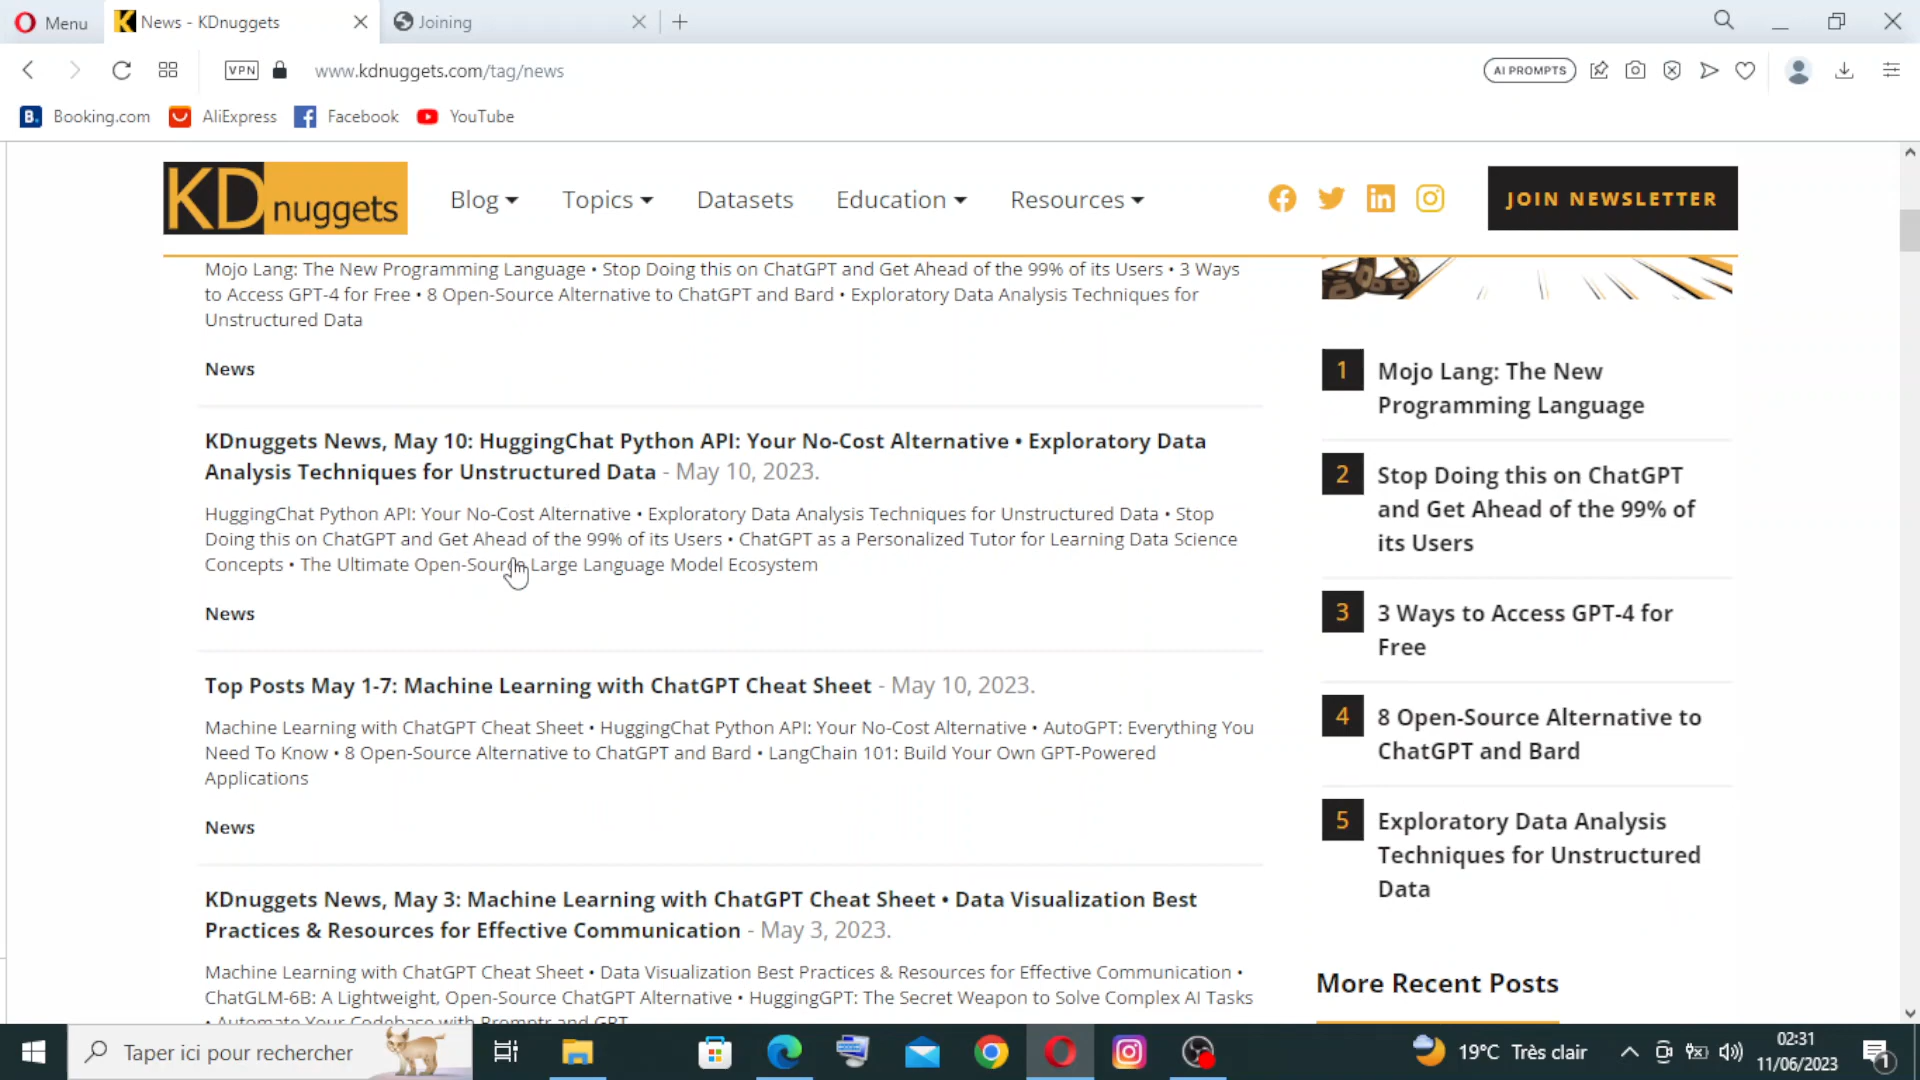 Menu
News - KDnuggets
Joining
VPN
www.kdnuggets.com/tag/news
AI PROMPTS
B. Booking.com
AliExpress
Facebook
YouTube
KD nuggets
Blog
Topics
Datasets
Education
Resources
JOIN NEWSLETTER
Mojo Lang: The New Programming Language • Stop Doing this on ChatGPT and Get Ahead of the 99% of its Users • 3 Ways
to Access GPT-4 for Free • 8 Open-Source Alternative to ChatGPT and Bard • Exploratory Data Analysis Techniques for
Unstructured Data
News
KDnuggets News, May 10: HuggingChat Python API: Your No-Cost Alternative • Exploratory Data
Analysis Techniques for Unstructured Data - May 10, 2023.
HuggingChat Python API: Your No-Cost Alternative • Exploratory Data Analysis Techniques for Unstructured Data • Stop
Doing this on ChatGPT and Get Ahead of the 99% of its Users • ChatGPT as a Personalized Tutor for Learning Data Science
Concepts • The Ultimate Open-Source Large Language Model Ecosystem
News
Top Posts May 1-7: Machine Learning with ChatGPT Cheat Sheet - May 10, 2023.
Machine Learning with ChatGPT Cheat Sheet • HuggingChat Python API: Your No-Cost Alternative • AutoGPT: Everything You
Need To Know • 8 Open-Source Alternative to ChatGPT and Bard • LangChain 101: Build Your Own GPT-Powered
Applications
News
KDnuggets News, May 3: Machine Learning with ChatGPT Cheat Sheet • Data Visualization Best
Practices & Resources for Effective Communication - May 3, 2023.
Machine Learning with ChatGPT Cheat Sheet • Data Visualization Best Practices & Resources for Effective Communication •
ChatGLM-6B: A Lightweight, Open-Source ChatGPT Alternative • HuggingGPT: The Secret Weapon to Solve Complex AI Tasks
• Automate Your Codebase with Promptr and GPT
1 Mojo Lang: The New
Programming Language
2 Stop Doing this on ChatGPT
and Get Ahead of the 99% of
its Users
3 3 Ways to Access GPT-4 for
Free
4 8 Open-Source Alternative to
ChatGPT and Bard
5 Exploratory Data Analysis
Techniques for Unstructured
Data
More Recent Posts
Taper ici pour rechercher
19°C Très clair
02:31
11/06/2023
1